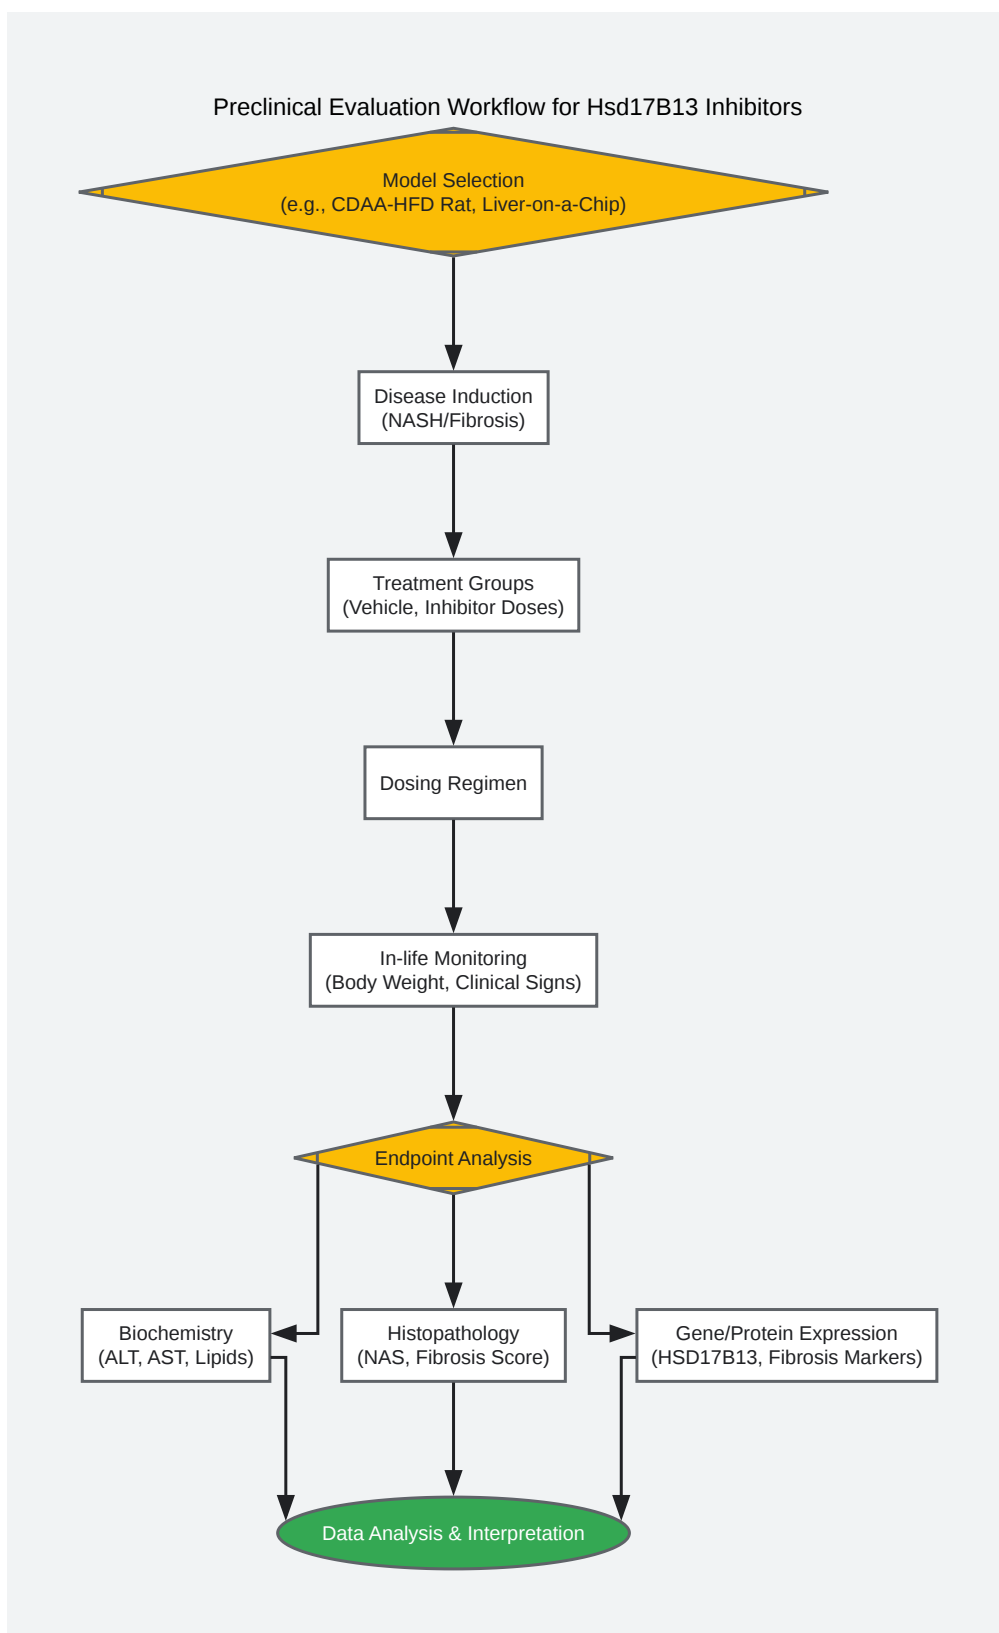 Preclinical Evaluation Workflow for Hsd17B13 Inhibitors
Model Selection
(e.g., CDAA-HFD Rat, Liver-on-a-Chip)
Disease Induction
(NASH/Fibrosis)
Treatment Groups
(Vehicle, Inhibitor Doses)
Dosing Regimen
In-life Monitoring
(Body Weight, Clinical Signs)
Endpoint Analysis
Biochemistry
(ALT, AST, Lipids)
Histopathology
(NAS, Fibrosis Score)
Gene/Protein Expression
(HSD17B13, Fibrosis Markers)
Data Analysis & Interpretation